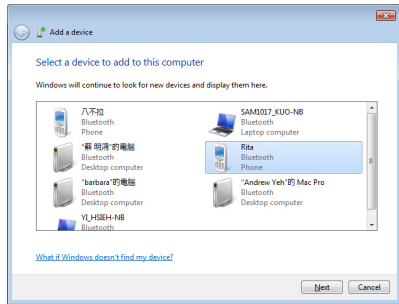 Add a device
Select a device to add to this computer
Windows will continue to look for new devices and display them here.
八不拉
Bluetooth
Phone
SAM1017_KUO-NB
Bluetooth
Laptop computer
"蘇明鴻"的電腦
Bluetooth
Desktop computer
Rita
Bluetooth
Phone
"barbara"的電腦
Bluetooth
Desktop computer
"Andrew Yeh"的 Mac Pro
Bluetooth
Desktop computer
YI_HSIEH-NB
Bluetooth
What if Windows doesn't find my device?
Next
Cancel